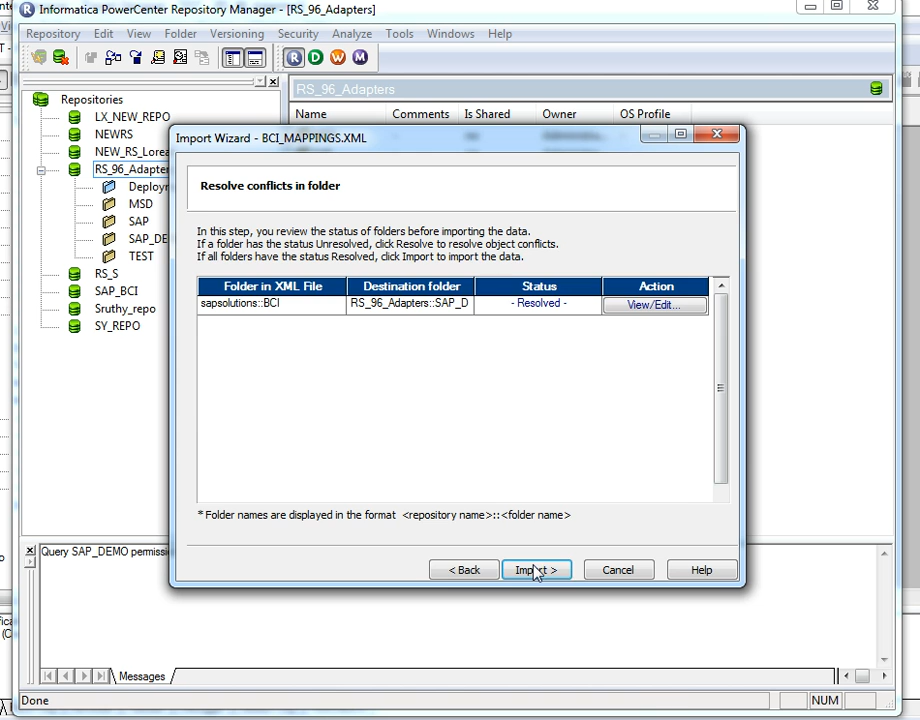 Informatica PowerCenter Repository Manager - [RS_96_Adapters]
Repository Edit View Folder Versioning Security Analyze Tools Windows Help
R D W M
Repositories
LX_NEW_REPO
NEWRS
NEW_RS_Lorea
RS_96_Adapter
Deployr
MSD
SAP
SAP_DE
TEST
RS_S
SAP_BCI
Sruthy_repo
SY_REPO
RS_96_Adapters
Name Comments Is Shared Owner OS Profile
Import Wizard - BCI_MAPPINGS.XML
Resolve conflicts in folder
In this step, you review the status of folders before importing the data.
If a folder has the status Unresolved, click Resolve to resolve object conflicts.
If all folders have the status Resolved, click Import to import the data.
Folder in XML File Destination folder Status Action
sapsolutions::BCI RS_96_Adapters::SAP_D - Resolved - View/Edit...
* Folder names are displayed in the format <repository name>::<folder name>
< Back Import > Cancel Help
Query SAP_DEMO permissi
Messages
Done NUM